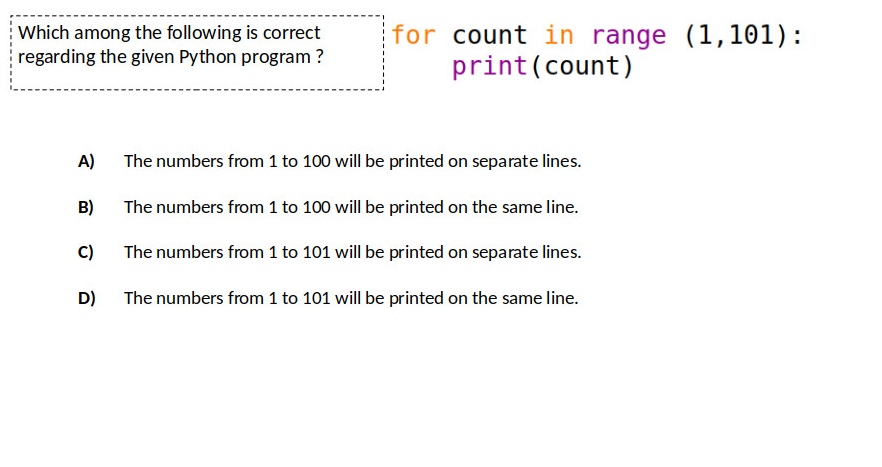 Which among the following is correct
regarding the given Python program ?
for count in range (1,101):
    print(count)
A) The numbers from 1 to 100 will be printed on separate lines.
B) The numbers from 1 to 100 will be printed on the same line.
C) The numbers from 1 to 101 will be printed on separate lines.
D) The numbers from 1 to 101 will be printed on the same line.